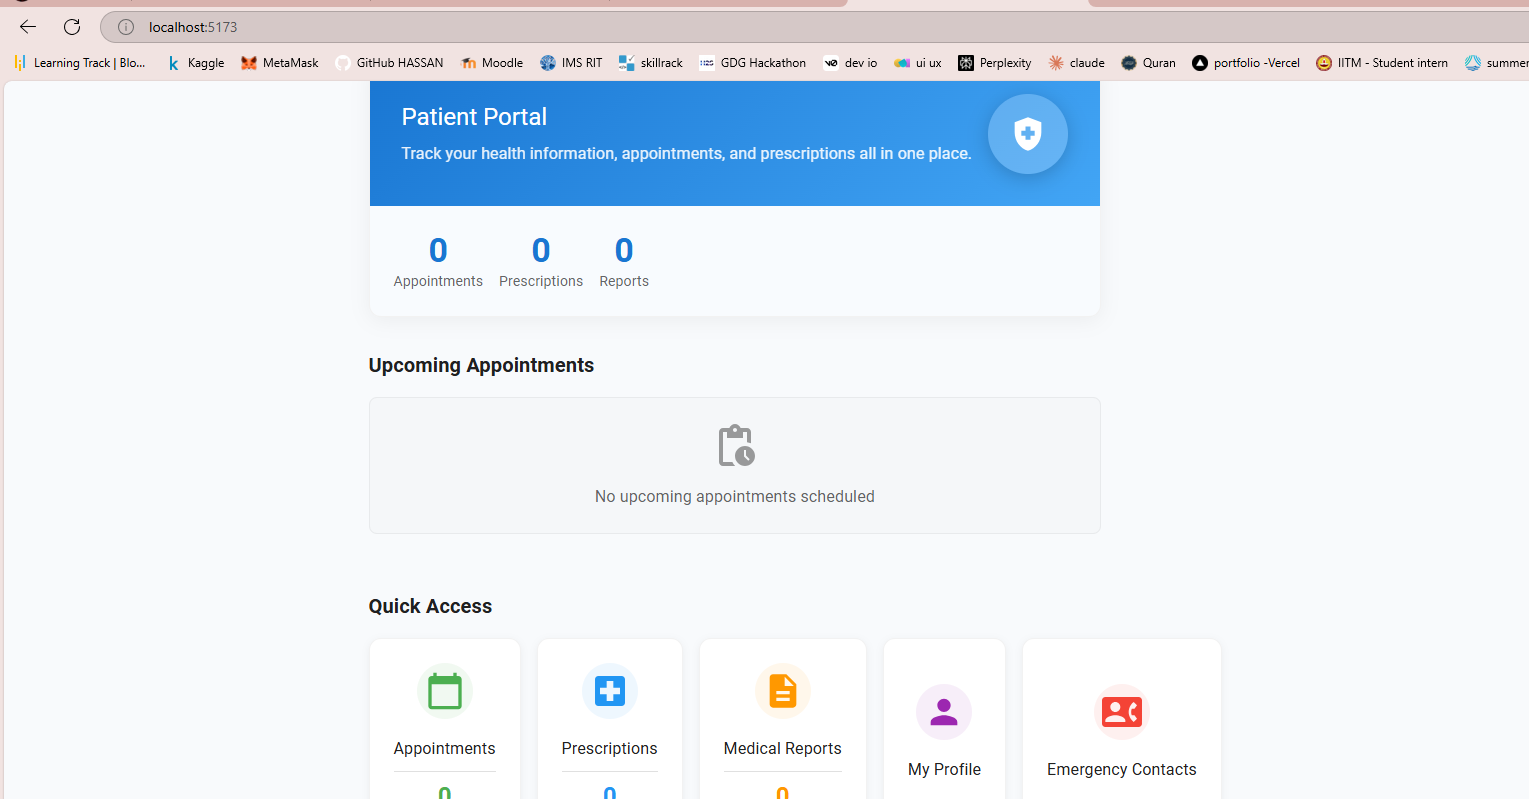 localhost:5173
Learning Track | Blo... Kaggle MetaMask GitHub HASSAN Moodle IMS RIT skillrack GDG Hackathon dev io ui ux Perplexity claude Quran portfolio -Vercel IITM - Student intern summer
Patient Portal
Track your health information, appointments, and prescriptions all in one place.
0 0 0
Appointments Prescriptions Reports
Upcoming Appointments
No upcoming appointments scheduled
Quick Access
Appointments Prescriptions Medical Reports My Profile Emergency Contacts
0 0 0